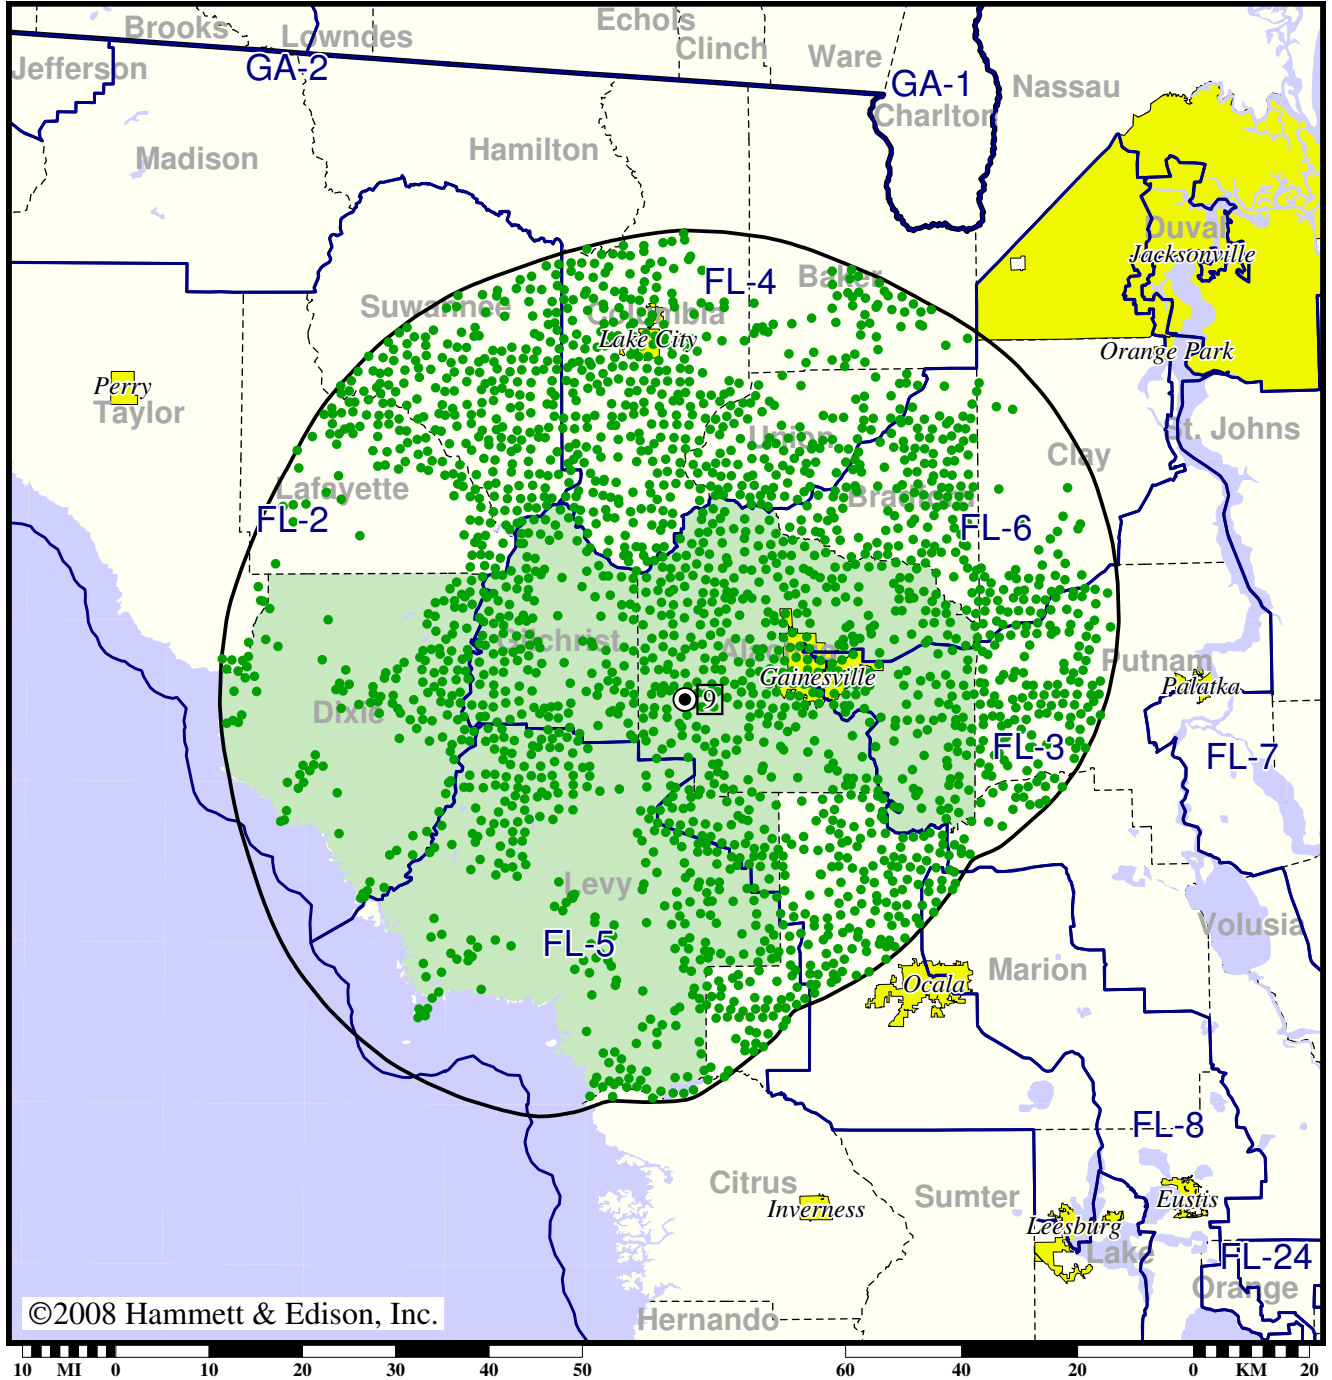 Brooks
Lowndes
Echols
Clinch
Ware
Jefferson
GA-2
GA-1
Nassau
Charlton
Madison
Hamilton
Duval
Jacksonville
Suwannee
FL-4
Baker
Columbia
Lake City
Orange Park
Perry
Taylor
Union
St. Johns
Clay
Lafayette
Bradford
FL-2
FL-6
Gilchrist
Alachua
Gainesville
Putnam
Palatka
9
Dixie
FL-3
FL-7
Levy
FL-5
Volusia
Marion
Ocala
FL-8
Citrus
Inverness
Sumter
Eustis
Leesburg
Lake
FL-24
Orange
Hernando
©2008 Hammett & Edison, Inc.
10 MI 0 10 20 30 40 50 60 40 20 0 KM 20